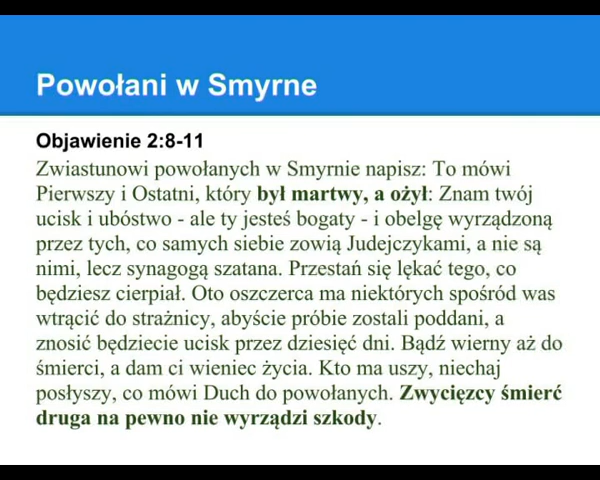 Powołani w Smyrne
Objawienie 2:8-11
Zwiastunowi powołanych w Smyrnie napisz: To mówi
Pierwszy i Ostatni, który był martwy, a ożył: Znam twój
ucisk i ubóstwo - ale ty jesteś bogaty - i obelgę wyrządzoną
przez tych, co samych siebie zowią Judejczykami, a nie są
nimi, lecz synagogą szatana. Przestań się lękać tego, co
będziesz cierpiał. Oto oszczerca ma niektórych spośród was
wtrącić do strażnicy, abyście próbie zostali poddani, a
znosić będziecie ucisk przez dziesięć dni. Bądź wierny aż do
śmierci, a dam ci wieniec życia. Kto ma uszy, niechaj
posłyszy, co mówi Duch do powołanych. Zwycięzcy śmierć
druga na pewno nie wyrządzi szkody.